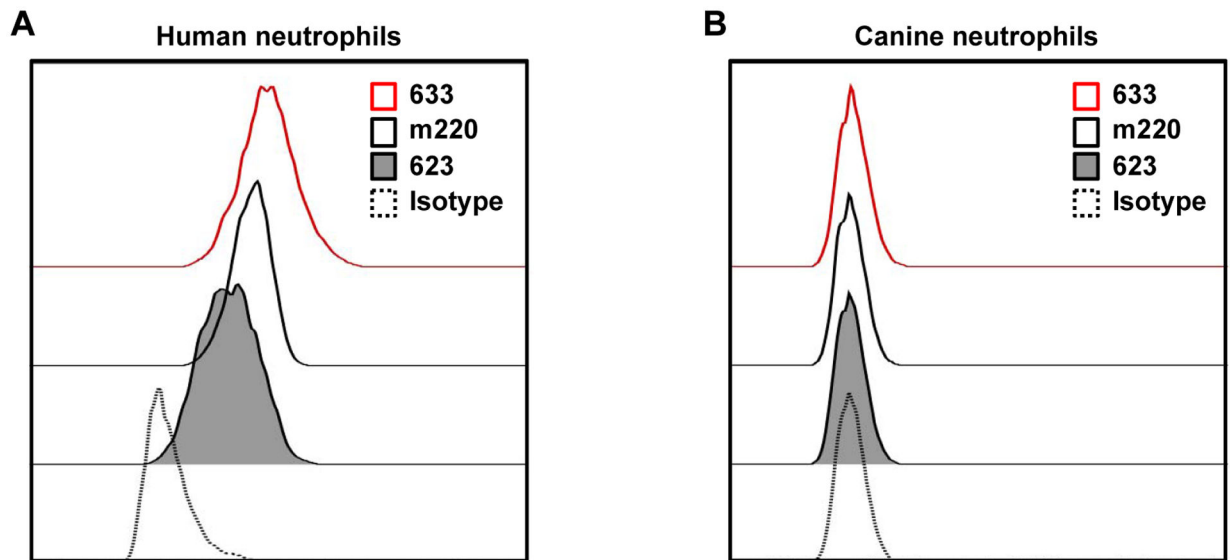 A
Human neutrophils
633
m220
623
Isotype
B
Canine neutrophils
633
m220
623
Isotype